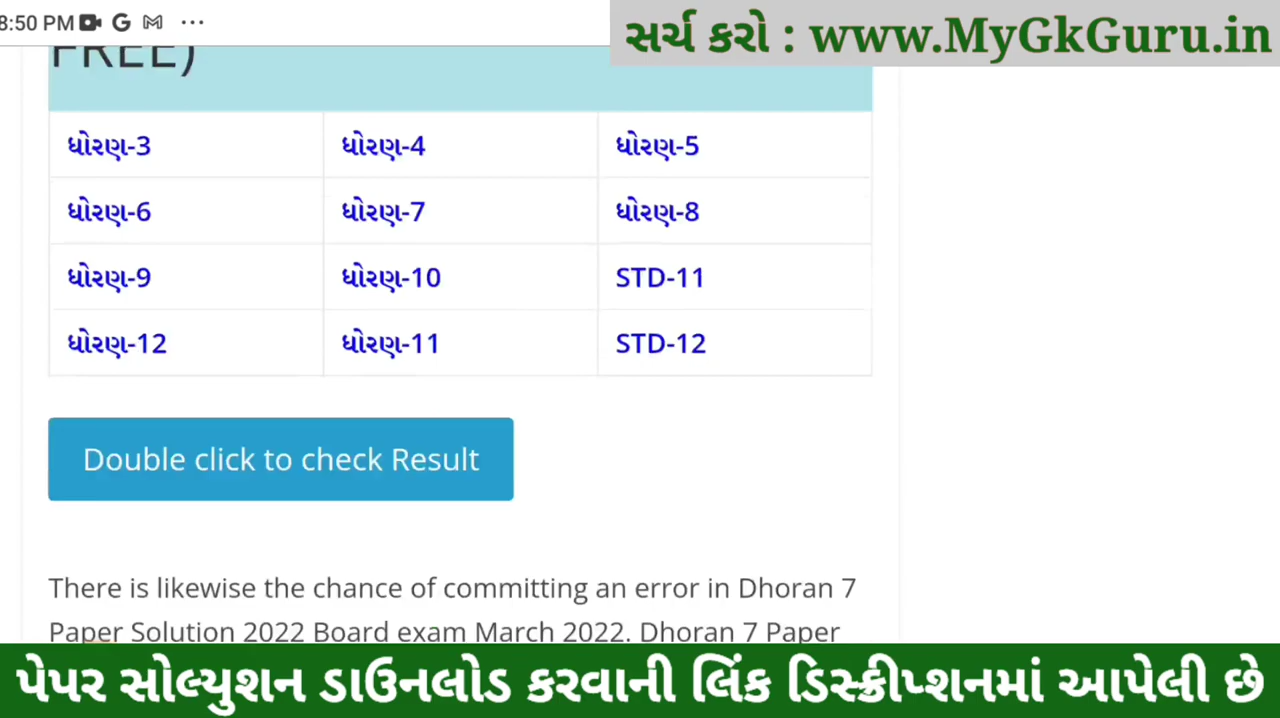 8:50 PM
સર્ચ કરો : www.MyGkGuru.in
FREE)
ધોરણ-3 ધોરણ-4 ધોરણ-5
ધોરણ-6 ધોરણ-7 ધોરણ-8
ધોરણ-9 ધોરણ-10 STD-11
ધોરણ-12 ધોરણ-11 STD-12
Double click to check Result
There is likewise the chance of committing an error in Dhoran 7
Paper Solution 2022 Board exam March 2022. Dhoran 7 Paper
પેપર સોલ્યુશન ડાઉનલોડ કરવાની લિંક ડિસ્ક્રીપ્શનમાં આપેલી છે